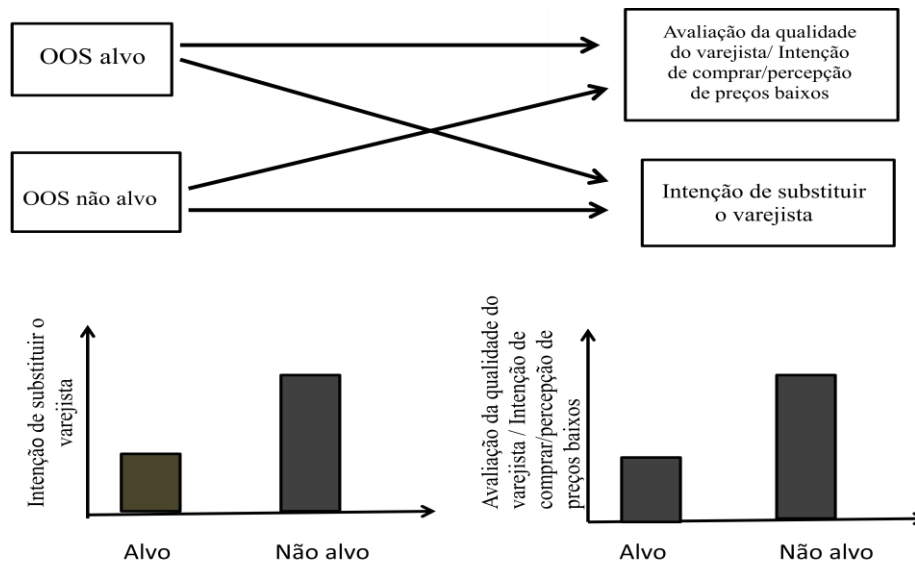 OOS alvo
Avaliação da qualidade
do varejista/ Intenção
de comprar/percepção
de preços baixos
OOS não alvo
Intenção de substituir
o varejista
Intenção de substituir o
varejista
Alvo
Não alvo
Avaliação da qualidade do
varejista / Intenção de
comprar/percepção de
preços baixos
Alvo
Não alvo